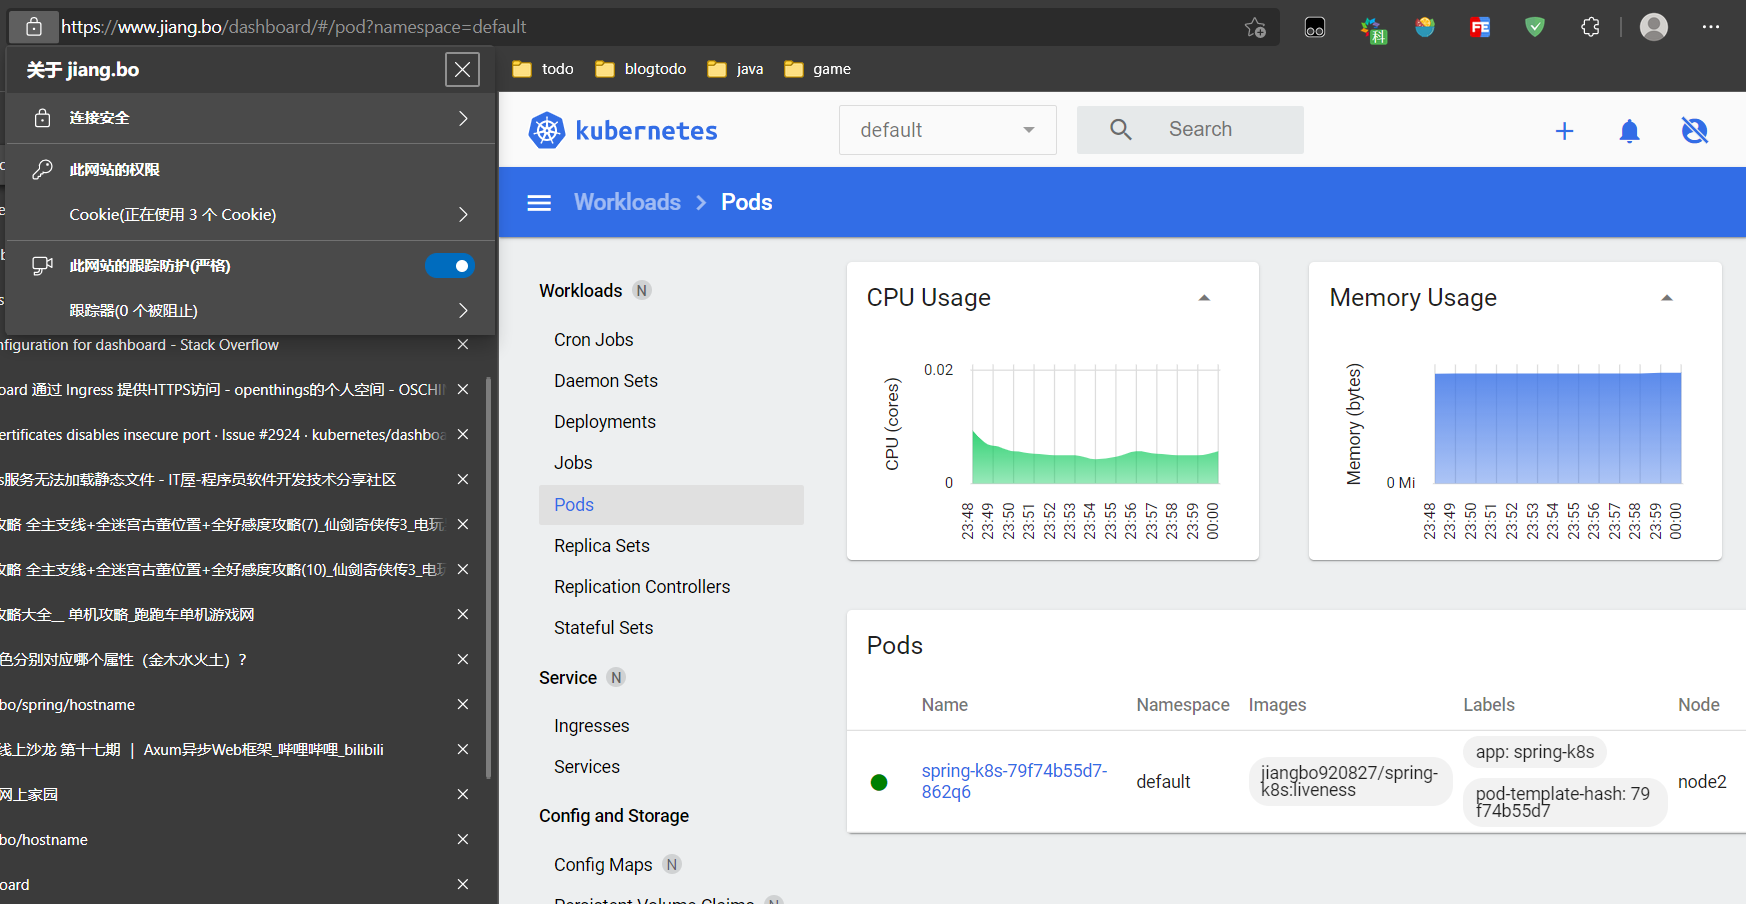 https://www.jiang.bo/dashboard/#/pod?namespace=default
关于 jiang.bo
连接安全
此网站的权限
Cookie(正在使用 3 个 Cookie)
此网站的跟踪防护(严格)
跟踪器(0 个被阻止)
nfiguration for dashboard - Stack Overflow
oard 通过 Ingress 提供HTTPS访问 - openthings的个人空间 - OSCHI
ertificates disables insecure port · Issue #2924 · kubernetes/dashboa
s服务无法加载静态文件 - IT屋-程序员软件开发技术分享社区
攻略 全主支线+全迷宫古董位置+全好感度攻略(7)_仙剑奇侠传3_电玩
攻略 全主支线+全迷宫古董位置+全好感度攻略(10)_仙剑奇侠传3_电玩
攻略大全__ 单机攻略_跑跑车单机游戏网
色分别对应哪个属性（金木水火土）?
bo/spring/hostname
线上沙龙 第十七期 | Axum异步Web框架_哔哩哔哩_bilibili
网上家园
bo/hostname
oard
todo
blogtodo
java
game
科
FE
kubernetes
default
Search
Workloads > Pods
Workloads N
Cron Jobs
Daemon Sets
Deployments
Jobs
Pods
Replica Sets
Replication Controllers
Stateful Sets
Service N
Ingresses
Services
Config and Storage
Config Maps N
Persistent Volume Claims N
CPU Usage
CPU (cores)
0.02
0
23:48 23:49 23:50 23:51 23:52 23:53 23:54 23:55 23:56 23:57 23:58 23:59 00:00
Memory Usage
Memory (bytes)
0 Mi
23:48 23:49 23:50 23:51 23:52 23:53 23:54 23:55 23:56 23:57 23:58 23:59 00:00
Pods
Name Namespace Images Labels Node
spring-k8s-79f74b55d7-
862q6
default
jiangbo920827/spring-
k8s:liveness
app: spring-k8s
pod-template-hash: 79
f74b55d7
node2